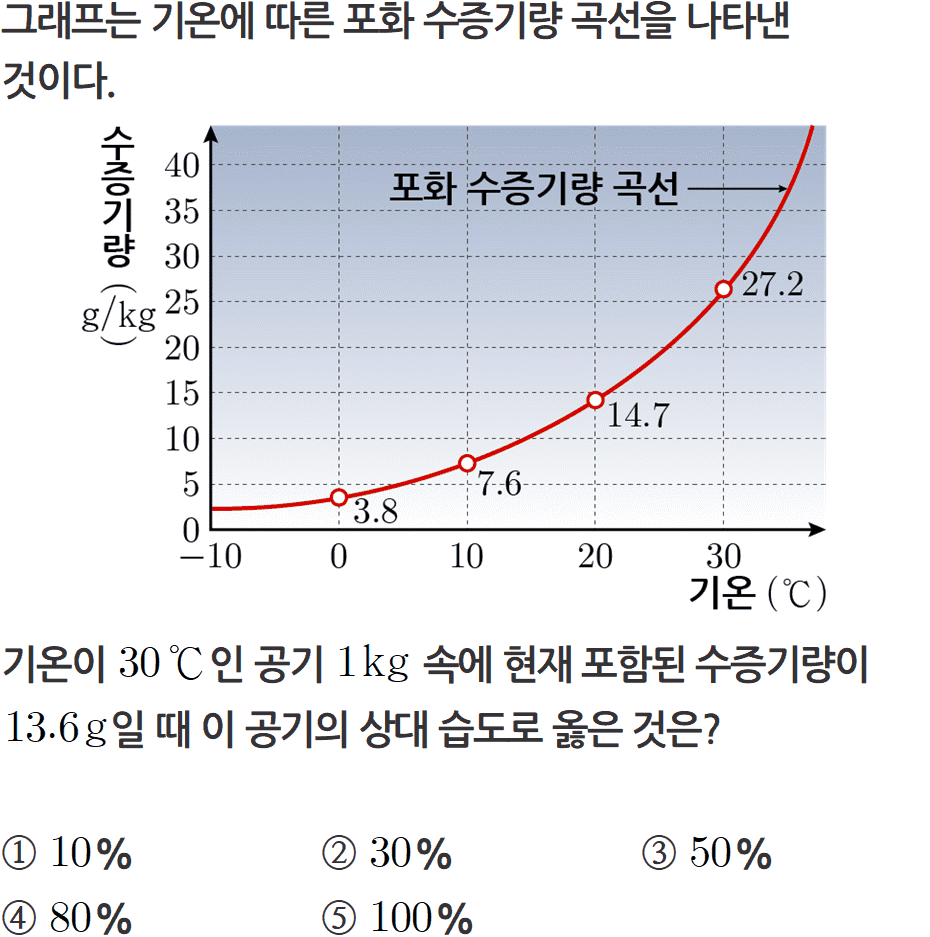 그래프는 기온에 따른 포화 수증기량 곡선을 나타낸
것이다.
수증기량
(g/kg)
40
35
30
25
20
15
10
5
0
포화 수증기량 곡선
27.2
14.7
7.6
3.8
−10 0 10 20 30
기온 (℃)
기온이 30℃인 공기 1kg 속에 현재 포함된 수증기량이
13.6g일 때 이 공기의 상대 습도로 옳은 것은?
① 10% ② 30% ③ 50%
④ 80% ⑤ 100%